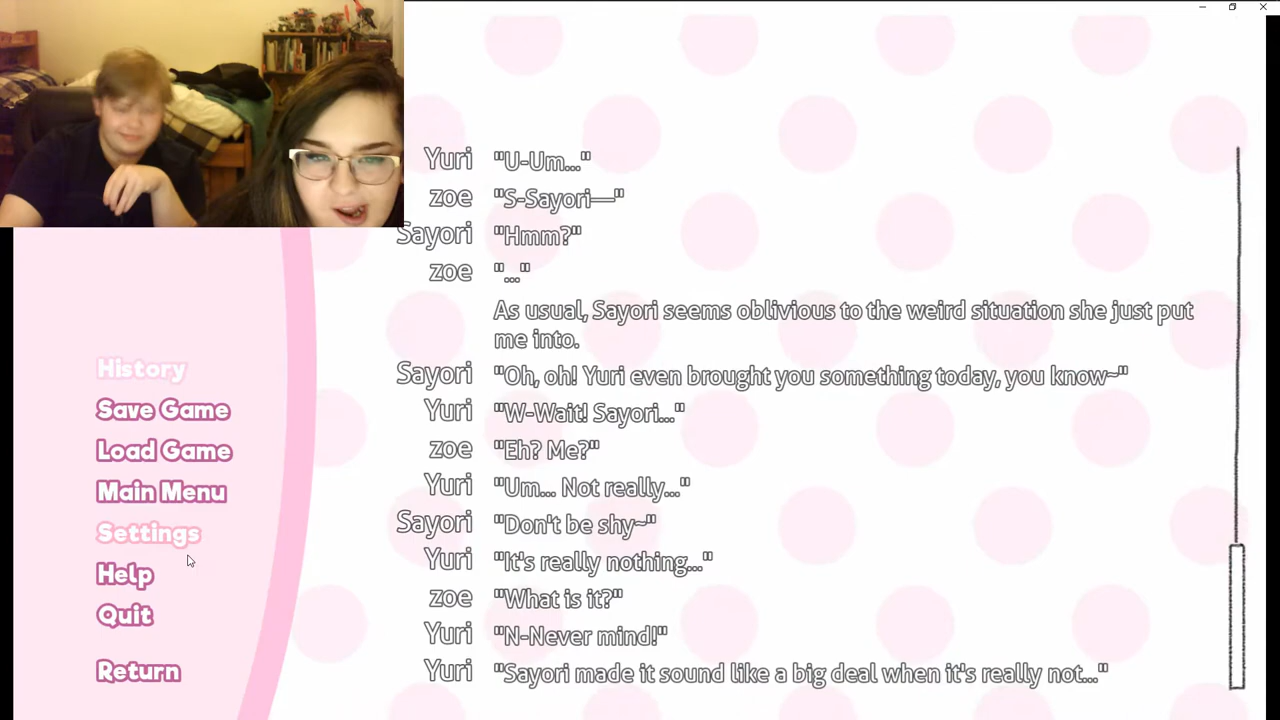 Yuri "U-Um..."
zoe "S-Sayori—"
Sayori "Hmm?"
zoe "..."
As usual, Sayori seems oblivious to the weird situation she just put
me into.
Sayori "Oh, oh! Yuri even brought you something today, you know~"
Yuri "W-Wait! Sayori..."
zoe "Eh? Me?"
Yuri "Um... Not really..."
Sayori "Don't be shy~"
Yuri "It's really nothing..."
zoe "What is it?"
Yuri "N-Never mind!"
Yuri "Sayori made it sound like a big deal when it's really not..."
History
Save Game
Load Game
Main Menu
Settings
Help
Quit
Return